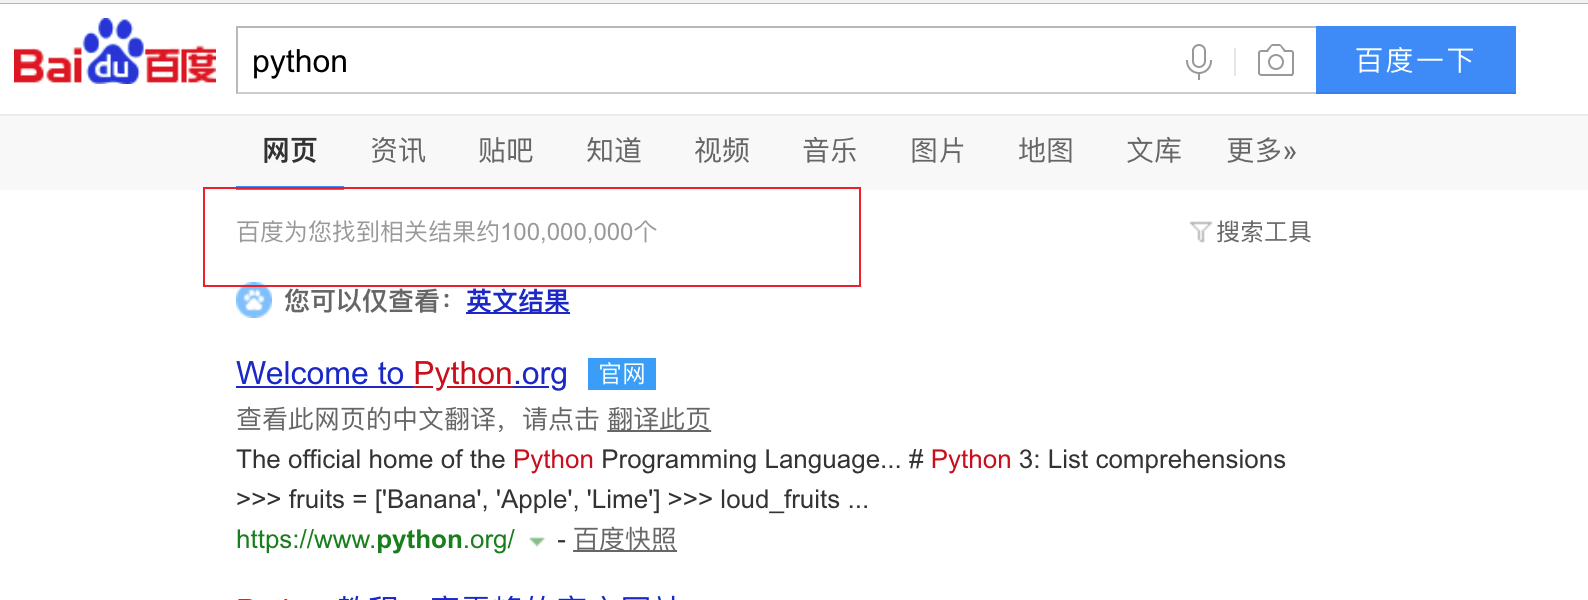 Bai du 百度
python
百度一下
网页 资讯 贴吧 知道 视频 音乐 图片 地图 文库 更多»
百度为您找到相关结果约100,000,000个
搜索工具
您可以仅查看：英文结果
Welcome to Python.org 官网
查看此网页的中文翻译，请点击 翻译此页
The official home of the Python Programming Language... # Python 3: List comprehensions
>>> fruits = ['Banana', 'Apple', 'Lime'] >>> loud_fruits ...
https://www.python.org/ - 百度快照